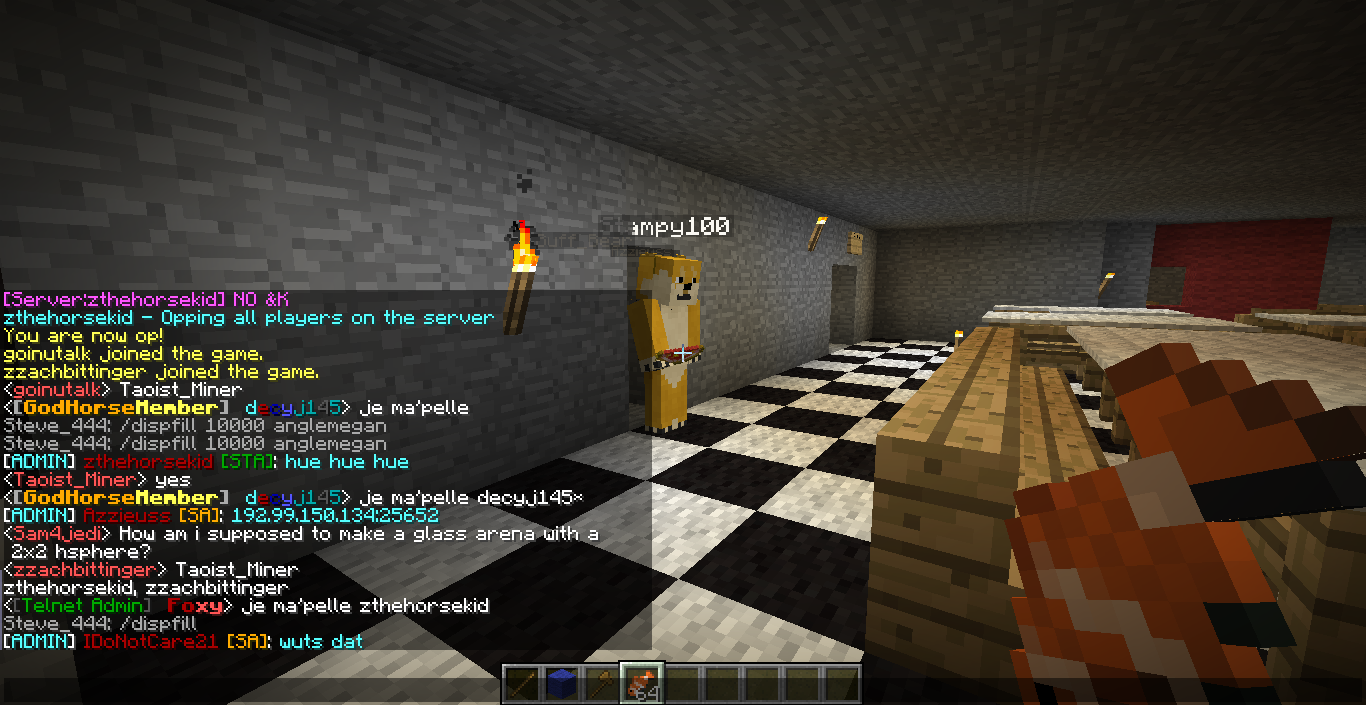 ampy100
[Server:zthehorsekid] NO &K
zthehorsekid - Opping all players on the server
You are now op!
goinutalk joined the game.
zzachbittinger joined the game.
<goinutalk> Taoist_Miner
<[GodHorseMember] decyj145> je ma'pelle
Steve_444: /dispfill 10000 anglemegan
Steve_444: /dispfill 10000 anglemegan
[ADMIN] zthehorsekid [STA]: hue hue hue
<Taoist_Miner> yes
<[GodHorseMember] decyj145> je ma'pelle decyj145*
[ADMIN] Azzieuss [SA]: 192.99.150.134:25652
<Sam4jedi> How am i supposed to make a glass arena with a
2x2 hsphere?
<zzachbittinger> Taoist_Miner
zthehorsekid, zzachbittinger
<[Telnet Admin] Foxy> je ma'pelle zthehorsekid
Steve_444: /dispfill
[ADMIN] IDoNotCare21 [SA]: wuts dat
64